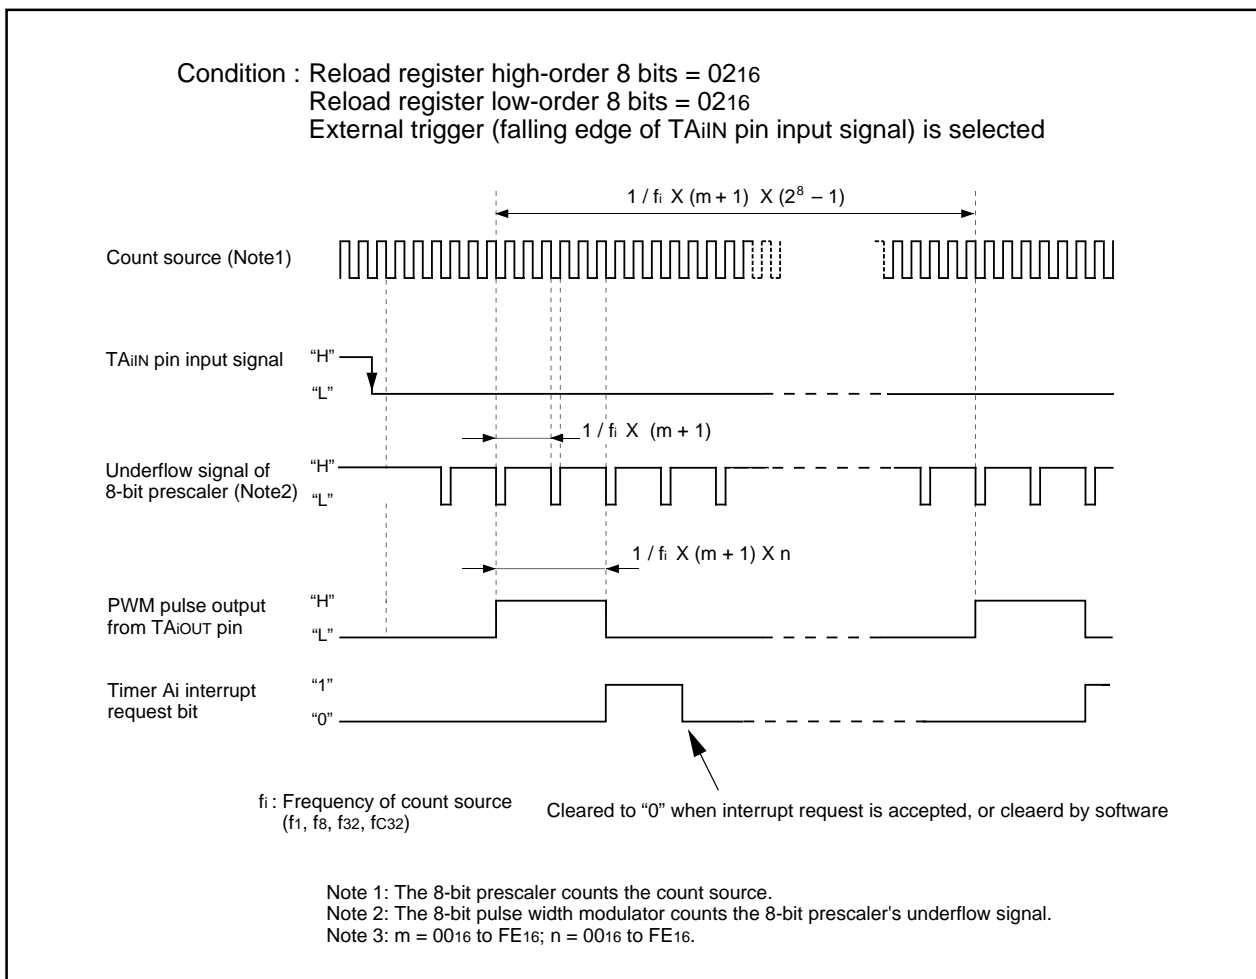 Condition : Reload register high-order 8 bits = 0216
Reload register low-order 8 bits = 0216
External trigger (falling edge of TAiIN pin input signal) is selected
1 / fi X (m + 1) X (2⁸ – 1)
Count source (Note1)
TAiIN pin input signal
“H”
“L”
1 / fi X (m + 1)
Underflow signal of
8-bit prescaler (Note2)
“H”
“L”
1 / fi X (m + 1) X n
PWM pulse output
from TAiOUT pin
“H”
“L”
Timer Ai interrupt
request bit
“1”
“0”
fi : Frequency of count source
(f1, f8, f32, fC32)
Cleared to “0” when interrupt request is accepted, or cleaerd by software
Note 1: The 8-bit prescaler counts the count source.
Note 2: The 8-bit pulse width modulator counts the 8-bit prescaler's underflow signal.
Note 3: m = 0016 to FE16; n = 0016 to FE16.